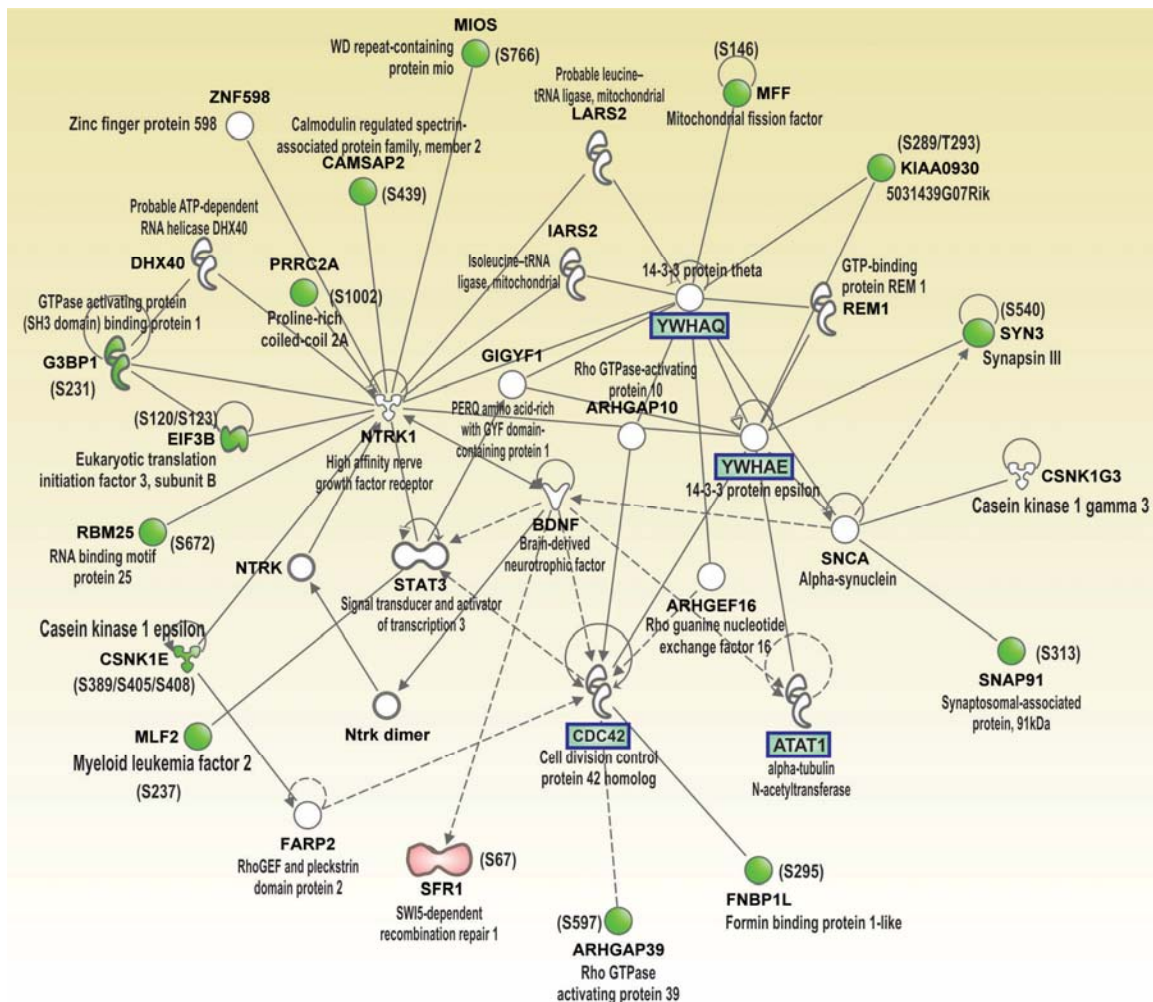 MIOS
WD repeat-containing
protein mio
(S766)
(S146)
MFF
Mitochondrial fission factor
Probable leucine–
tRNA ligase, mitochondrial
LARS2
ZNF598
Zinc finger protein 598
Calmodulin regulated spectrin-
associated protein family, member 2
CAMSAP2
(S439)
(S289/T293)
KIAA0930
5031439G07Rik
Probable ATP-dependent
RNA helicase DHX40
DHX40
PRRC2A
(S1002)
Proline-rich
coiled-coil 2A
IARS2
Isoleucine–tRNA
ligase, mitochondrial
14-3-3 protein theta
YWHAQ
GTP-binding
protein REM 1
REM1
(S540)
SYN3
Synapsin III
GTPase activating protein
(SH3 domain) binding protein 1
G3BP1
(S231)
GIGYF1
PERQ amino acid-rich
with GYF domain-
containing protein 1
Rho GTPase-activating
protein 10
ARHGAP10
(S120/S123)
EIF3B
Eukaryotic translation
initiation factor 3, subunit B
NTRK1
High affinity nerve
growth factor receptor
YWHAE
14-3-3 protein epsilon
CSNK1G3
Casein kinase 1 gamma 3
RBM25
(S672)
RNA binding motif
protein 25
NTRK
STAT3
Signal transducer and activator
of transcription 3
BDNF
Brain-derived
neurotrophic factor
SNCA
Alpha-synuclein
ARHGEF16
Rho guanine nucleotide
exchange factor 16
Casein kinase 1 epsilon
CSNK1E
(S389/S405/S408)
(S313)
SNAP91
Synaptosomal-associated
protein, 91kDa
MLF2
Myeloid leukemia factor 2
(S237)
Ntrk dimer
CDC42
Cell division control
protein 42 homolog
ATAT1
alpha-tubulin
N-acetyltransferase
FARP2
RhoGEF and pleckstrin
domain protein 2
(S67)
SFR1
SWI5-dependent
recombination repair 1
(S295)
FNBP1L
Formin binding protein 1-like
(S597)
ARHGAP39
Rho GTPase
activating protein 39